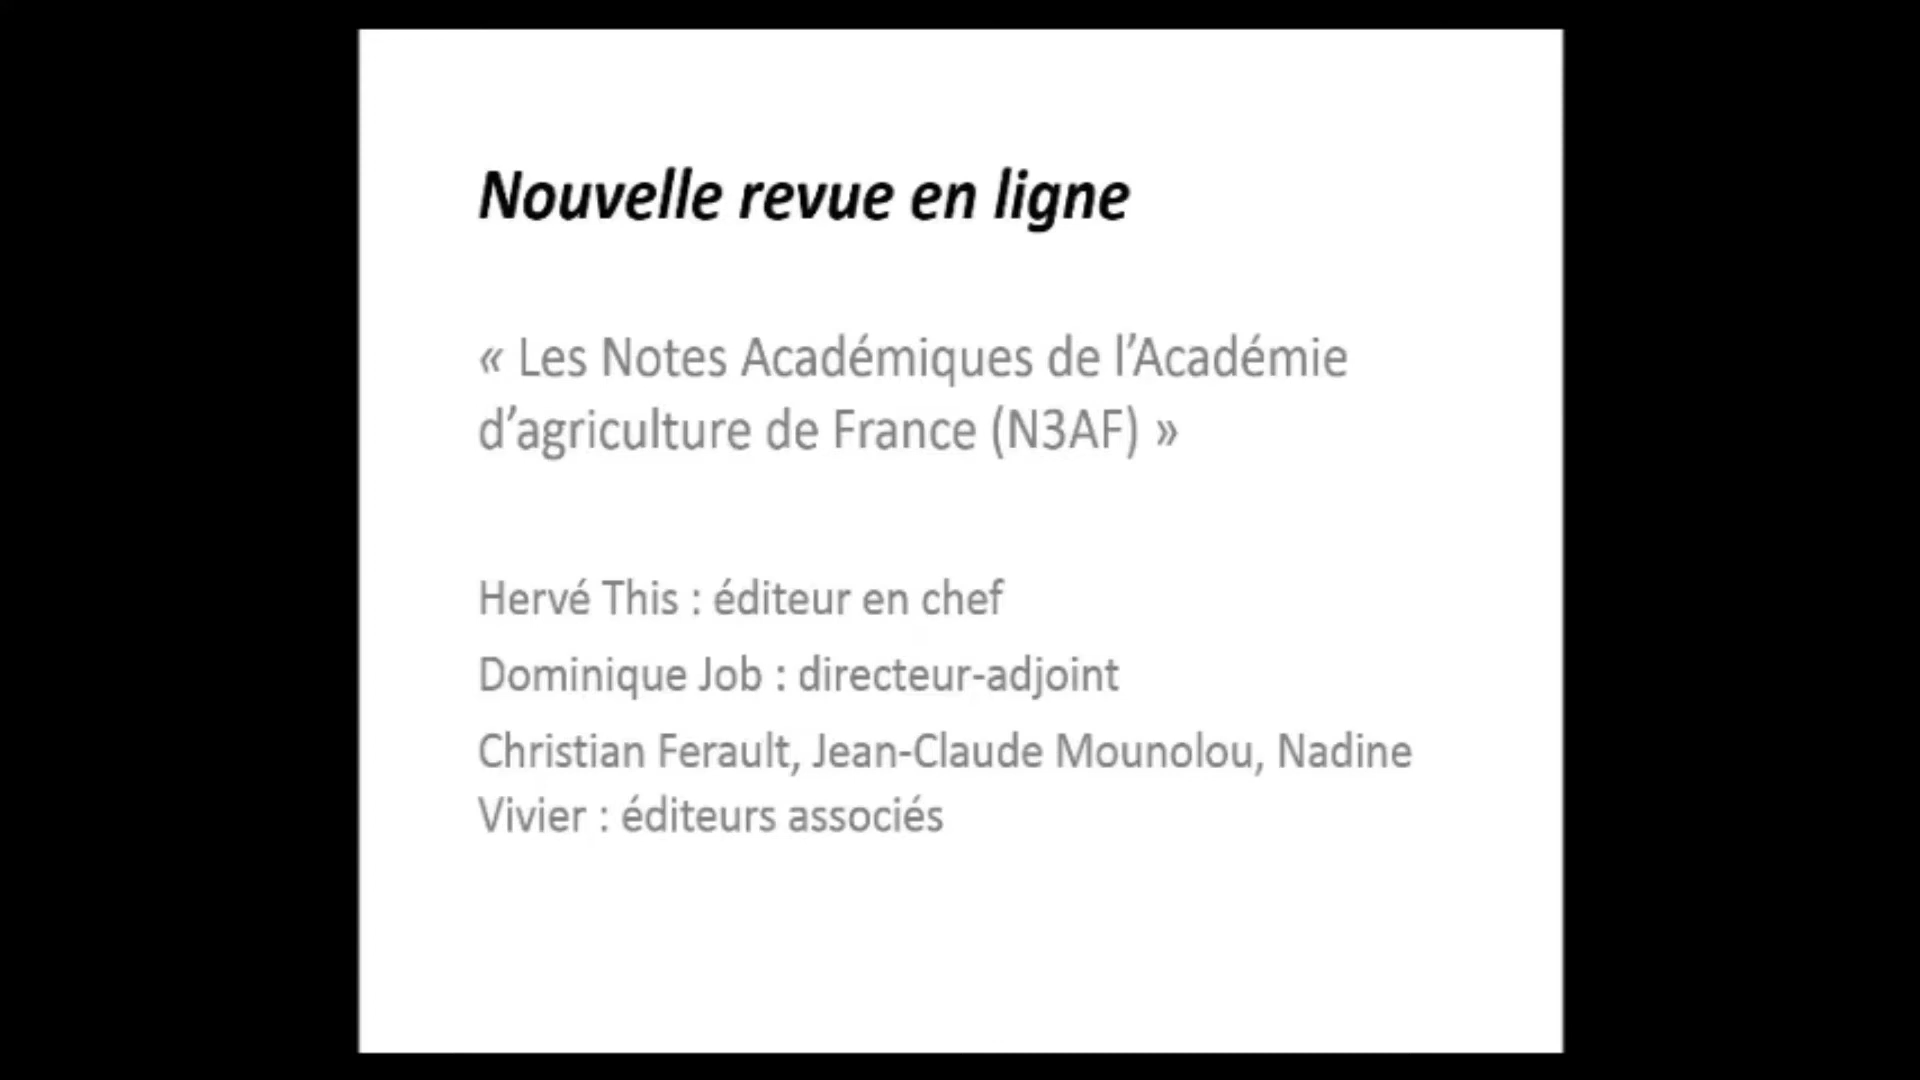 Nouvelle revue en ligne
« Les Notes Académiques de l’Académie
d’agriculture de France (N3AF) »
Hervé This : éditeur en chef
Dominique Job : directeur-adjoint
Christian Ferault, Jean-Claude Mounolou, Nadine
Vivier : éditeurs associés